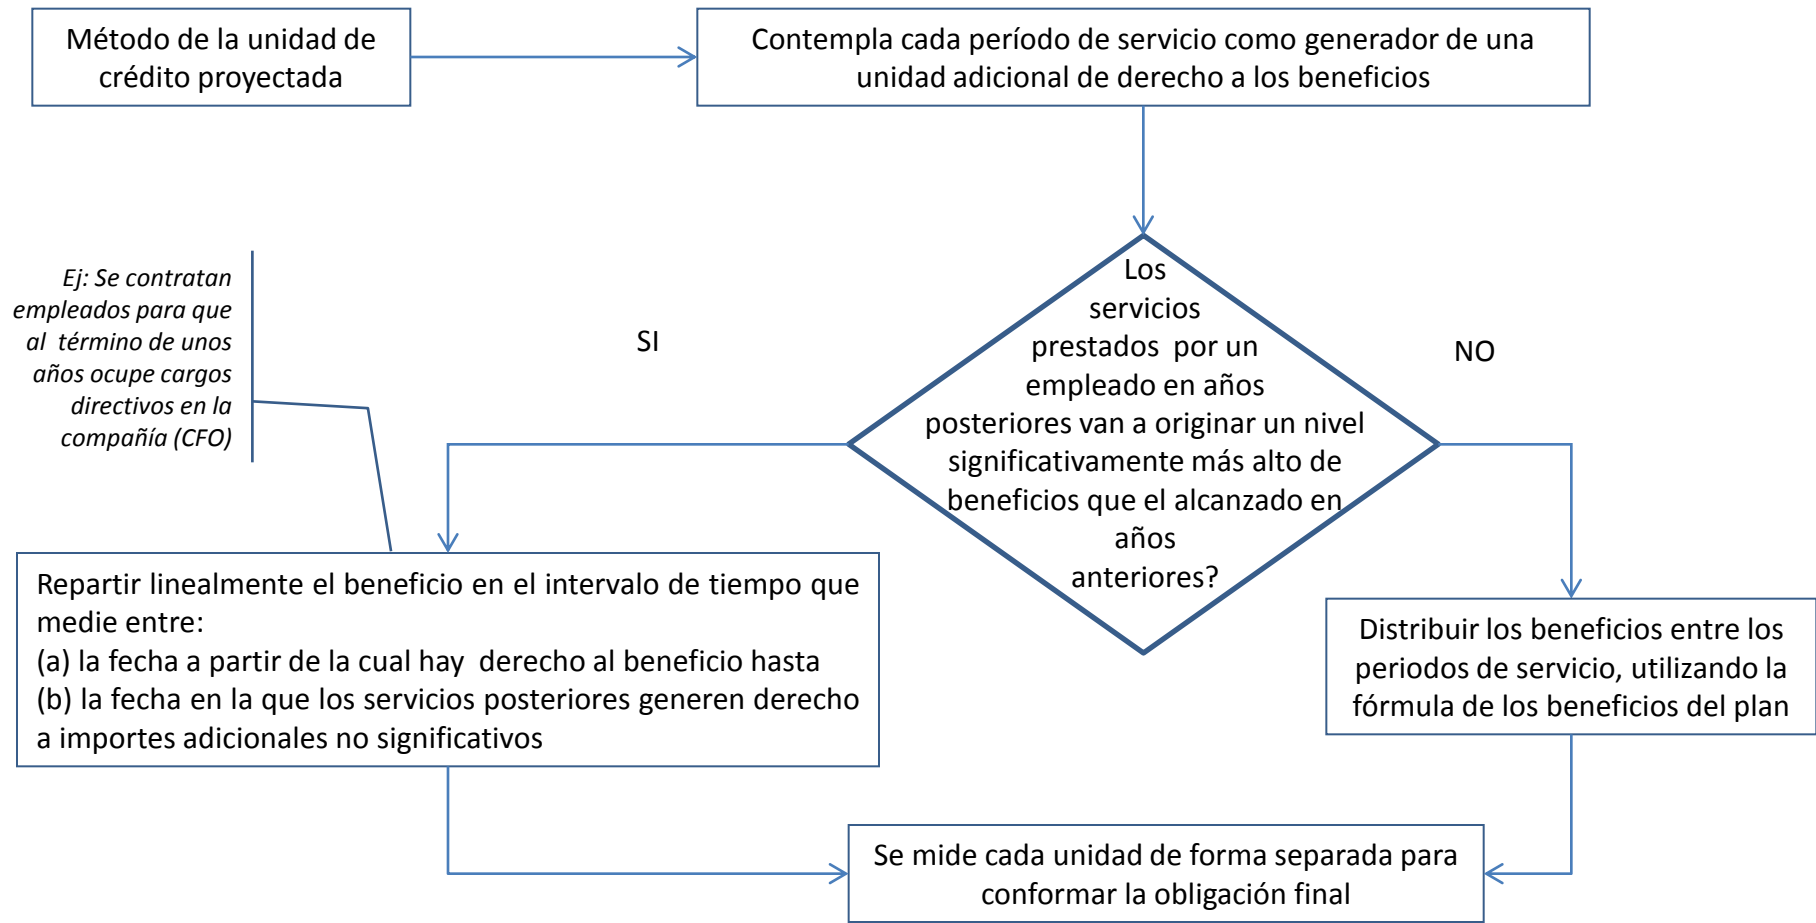 Método de la unidad de
crédito proyectada
Contempla cada período de servicio como generador de una
unidad adicional de derecho a los beneficios
Los
servicios
prestados por un
empleado en años
posteriores van a originar un nivel
significativamente más alto de
beneficios que el alcanzado en
años
anteriores?
SI
NO
Ej: Se contratan
empleados para que
al término de unos
años ocupe cargos
directivos en la
compañía (CFO)
Repartir linealmente el beneficio en el intervalo de tiempo que
medie entre:
(a) la fecha a partir de la cual hay derecho al beneficio hasta
(b) la fecha en la que los servicios posteriores generen derecho
a importes adicionales no significativos
Distribuir los beneficios entre los
periodos de servicio, utilizando la
fórmula de los beneficios del plan
Se mide cada unidad de forma separada para
conformar la obligación final